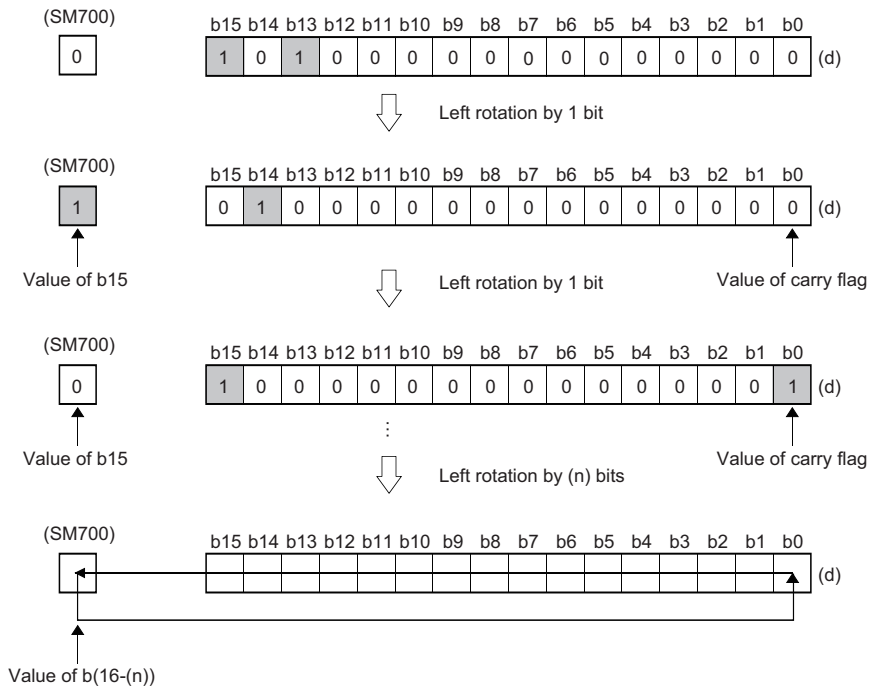 (SM700)
b15 b14 b13 b12 b11 b10 b9 b8 b7 b6 b5 b4 b3 b2 b1 b0
0 1 0 1 0 0 0 0 0 0 0 0 0 0 0 0 0 (d)
Left rotation by 1 bit
(SM700)
b15 b14 b13 b12 b11 b10 b9 b8 b7 b6 b5 b4 b3 b2 b1 b0
1 0 1 0 0 0 0 0 0 0 0 0 0 0 0 0 0 (d)
Value of b15 Value of carry flag
Left rotation by 1 bit
(SM700)
b15 b14 b13 b12 b11 b10 b9 b8 b7 b6 b5 b4 b3 b2 b1 b0
0 1 0 0 0 0 0 0 0 0 0 0 0 0 0 0 1 (d)
⋮
Value of b15 Value of carry flag
Left rotation by (n) bits
(SM700)
b15 b14 b13 b12 b11 b10 b9 b8 b7 b6 b5 b4 b3 b2 b1 b0
(d)
Value of b(16-(n))